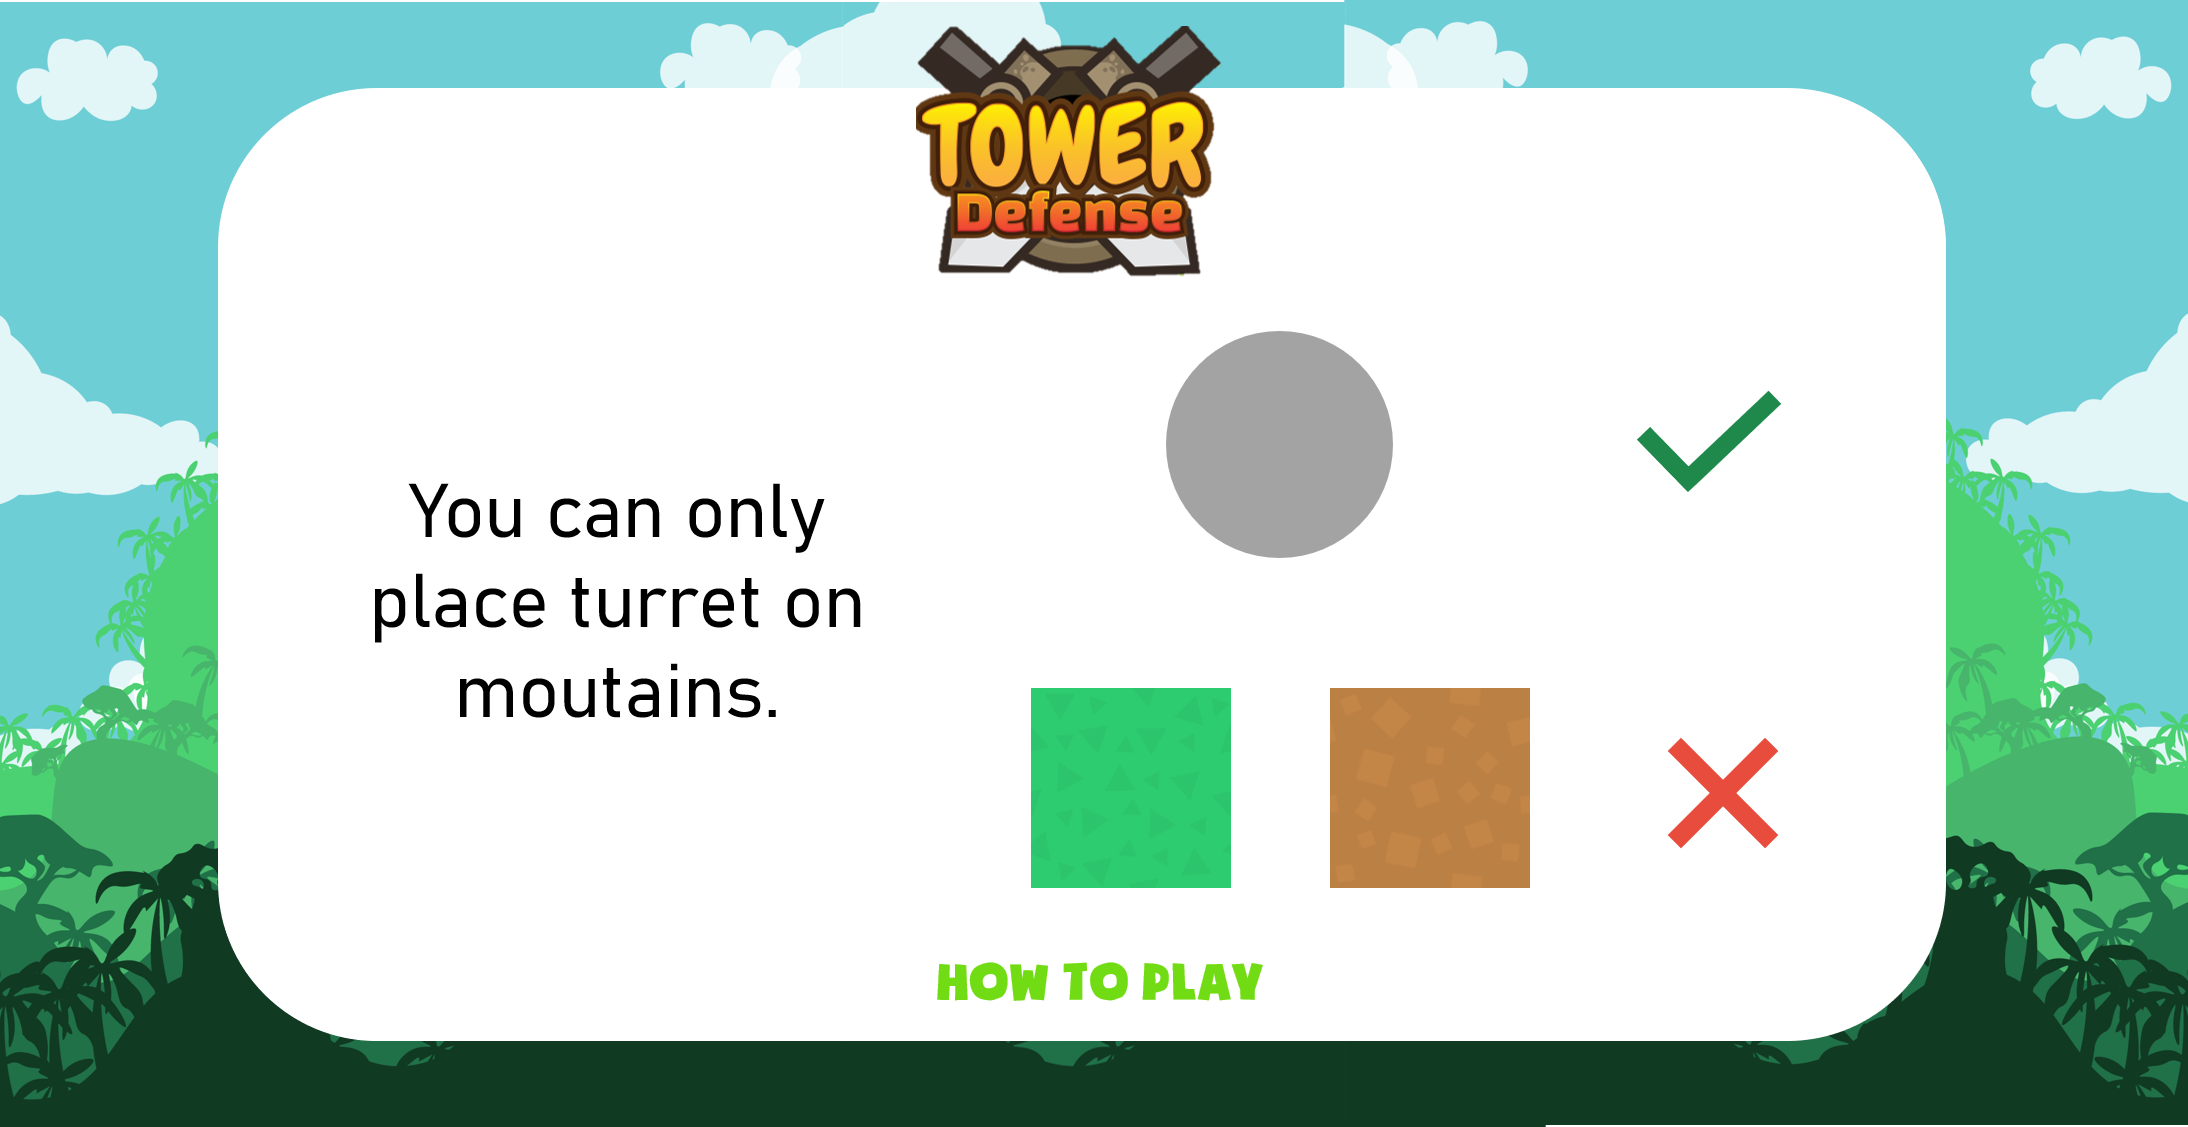 TOWER
Defense
You can only
place turret on
moutains.
HOW TO PLAY